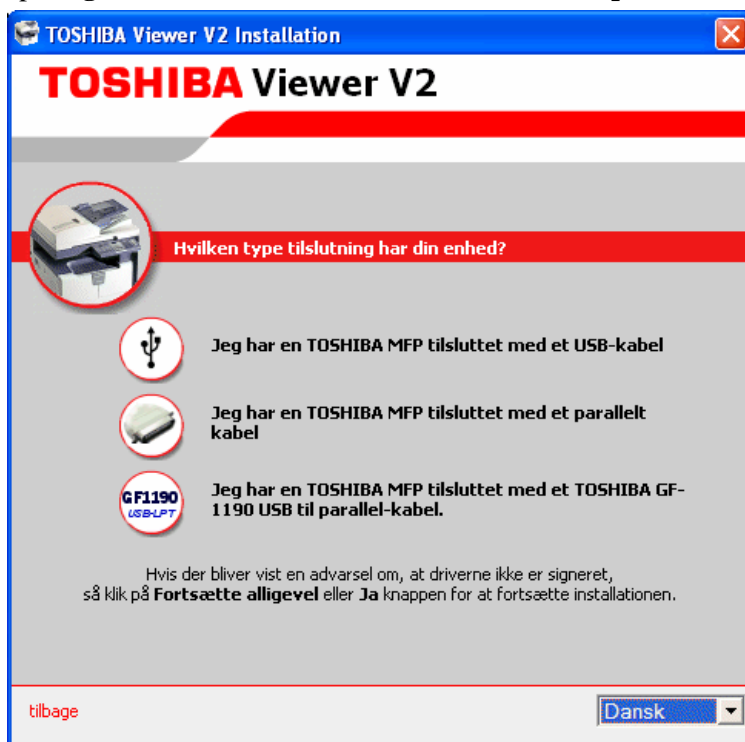 TOSHIBA Viewer V2 Installation
TOSHIBA Viewer V2
Hvilken type tilslutning har din enhed?
Jeg har en TOSHIBA MFP tilsluttet med et USB-kabel
Jeg har en TOSHIBA MFP tilsluttet med et parallelt
kabel
GF1190
USB-LPT
Jeg har en TOSHIBA MFP tilsluttet med et TOSHIBA GF-
1190 USB til parallel-kabel.
Hvis der bliver vist en advarsel om, at driverne ikke er signeret,
så klik på Fortsætte alligevel eller Ja knappen for at fortsætte installationen.
tilbage
Dansk